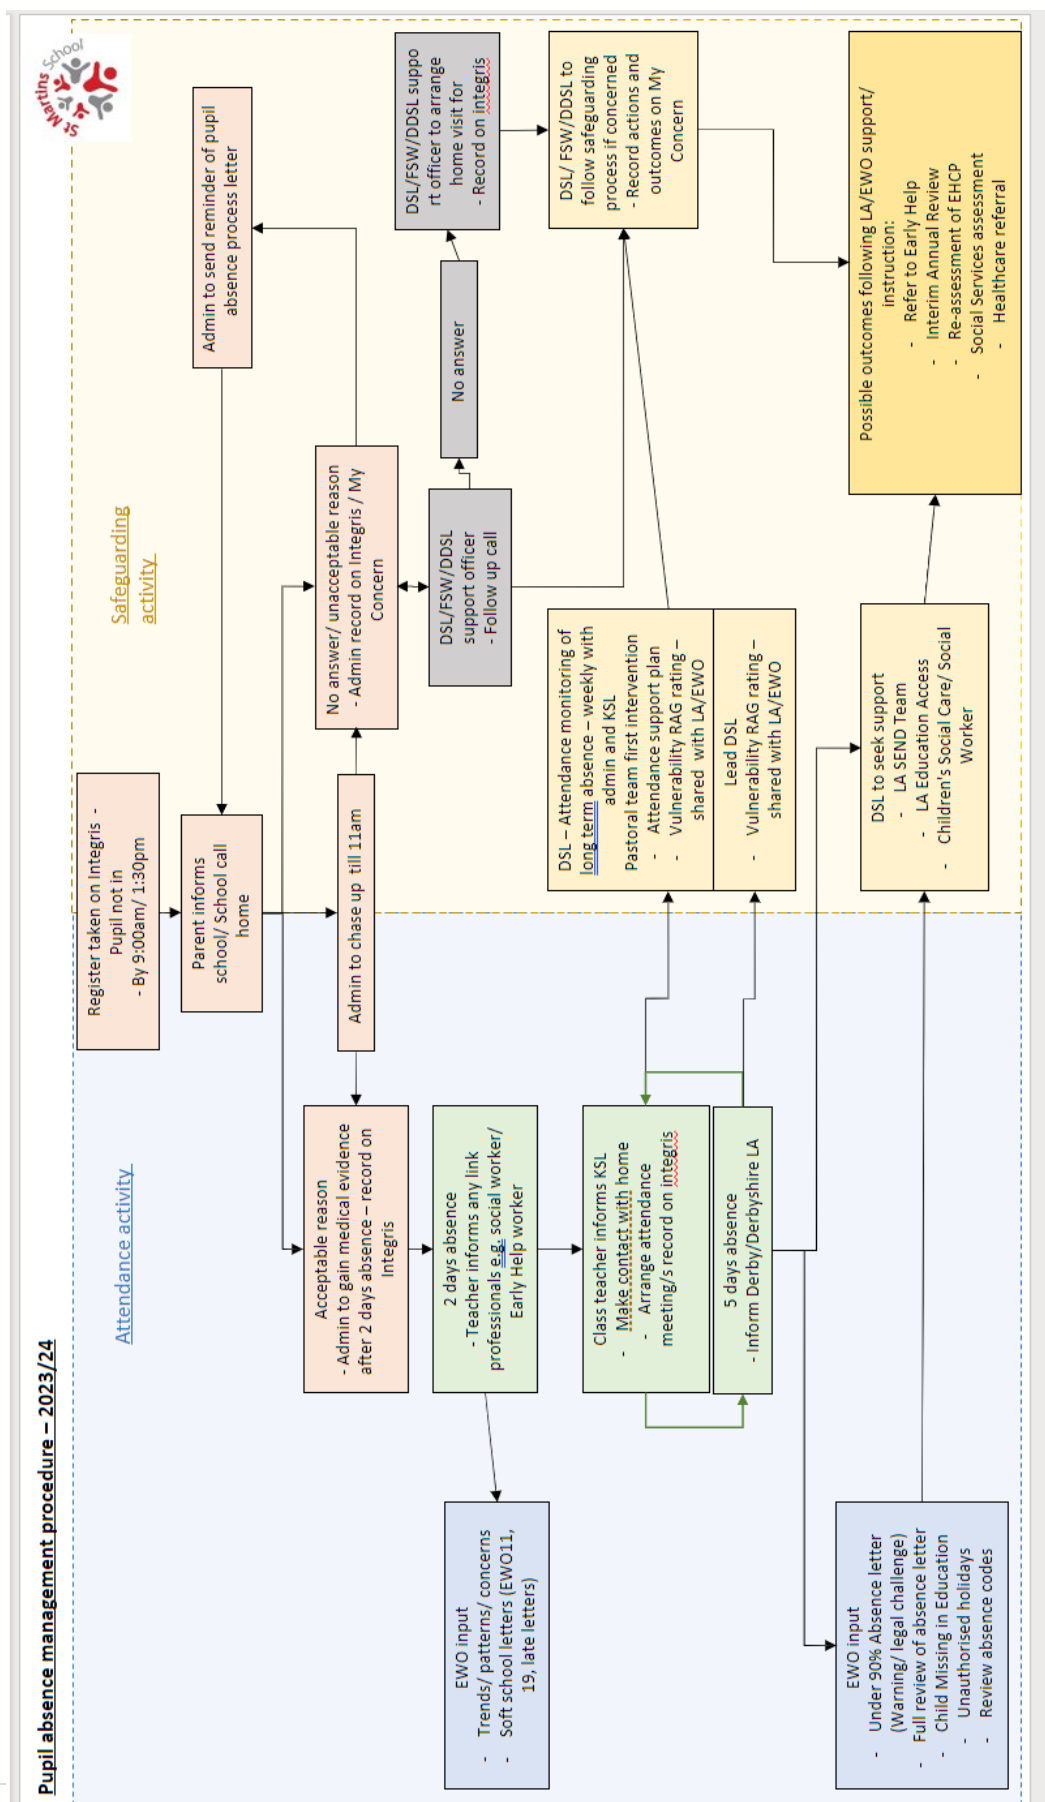 Pupil absence management procedure – 2023/24
St Martins School
Attendance activity
Safeguarding
activity
Register taken on Integris -
Pupil not in
- By 9:00am/ 1:30pm
Parent informs
school/ School call
home
Admin to send reminder of pupil
absence process letter
Admin to chase up till 11am
Acceptable reason
- Admin to gain medical evidence
after 2 days absence – record on
Integris
No answer/ unacceptable reason
- Admin record on Integris / My
Concern
2 days absence
- Teacher informs any link
professionals e.g. social worker/
Early Help worker
DSL/FSW/DDSL
support officer
- Follow up call
No answer
DSL/FSW/DDSL suppo
rt officer to arrange
home visit for
- Record on integris
EWO input
- Trends/ patterns/ concerns
- Soft school letters (EWO11,
19, late letters)
Class teacher informs KSL
- Make contact with home
- Arrange attendance
meeting/s record on integris
5 days absence
- Inform Derby/Derbyshire LA
DSL – Attendance monitoring of
long term absence – weekly with
admin and KSL
Pastoral team first intervention
- Attendance support plan
- Vulnerability RAG rating –
shared with LA/EWO
Lead DSL
- Vulnerability RAG rating –
shared with LA/EWO
DSL/ FSW/DDSL to
follow safeguarding
process if concerned
- Record actions and
outcomes on My
Concern
EWO input
- Under 90% Absence letter
(Warning/ legal challenge)
- Full review of absence letter
- Child Missing in Education
- Unauthorised holidays
- Review absence codes
DSL to seek support
- LA SEND Team
- LA Education Access
- Children's Social Care/ Social
Worker
Possible outcomes following LA/EWO support/
instruction:
- Refer to Early Help
- Interim Annual Review
- Re-assessment of EHCP
- Social Services assessment
- Healthcare referral